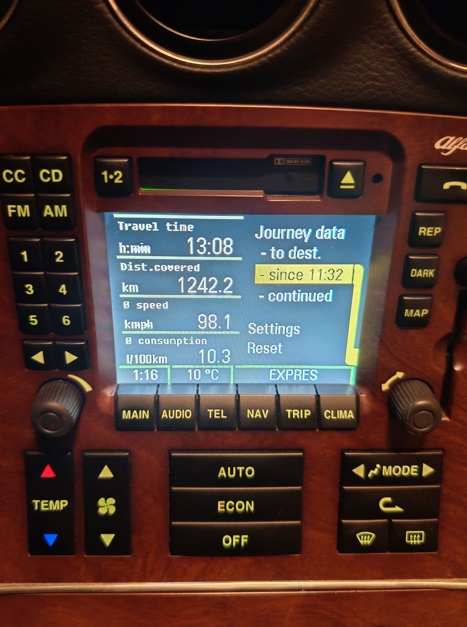 Alfa
CC CD
1•2
FM AM
REP
1 2
DARK
3 4
MAP
5 6
Travel time
h:min 13:08
Dist.covered
km 1242.2
Ø speed
kmph 98.1
Ø consumption
l/100km 10.3
Journey data
- to dest.
- since 11:32
- continued
Settings
Reset
1:16 10 °C EXPRES
MAIN AUDIO TEL NAV TRIP CLIMA
TEMP
AUTO
ECON
OFF
MODE